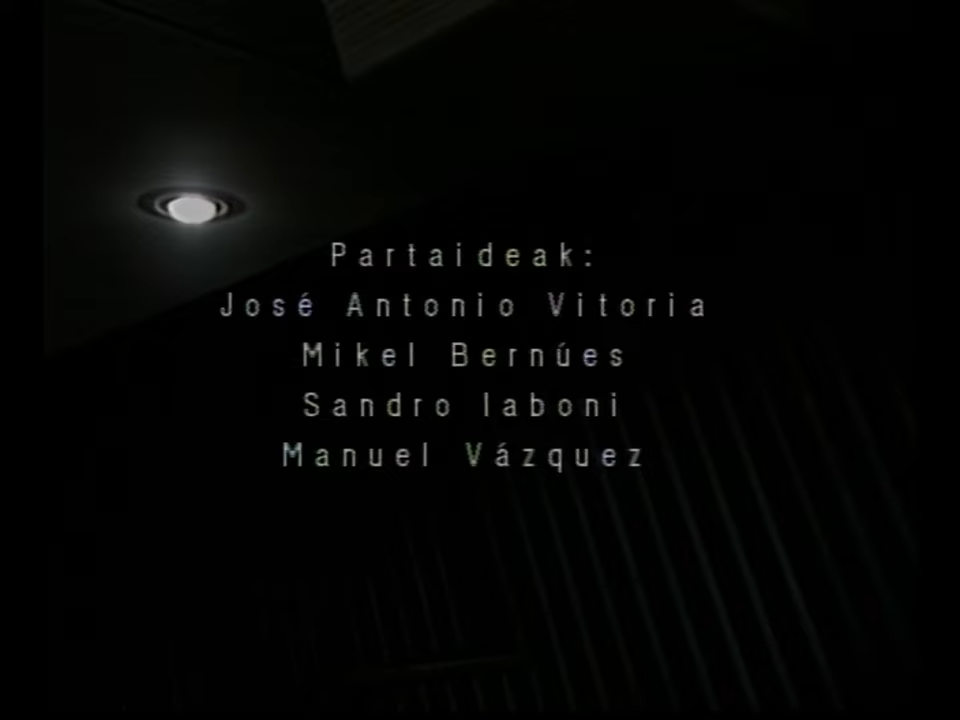 Partaideak:
José Antonio Vitoria
Mikel Bernúes
Sandro Iaboni
Manuel Vázquez